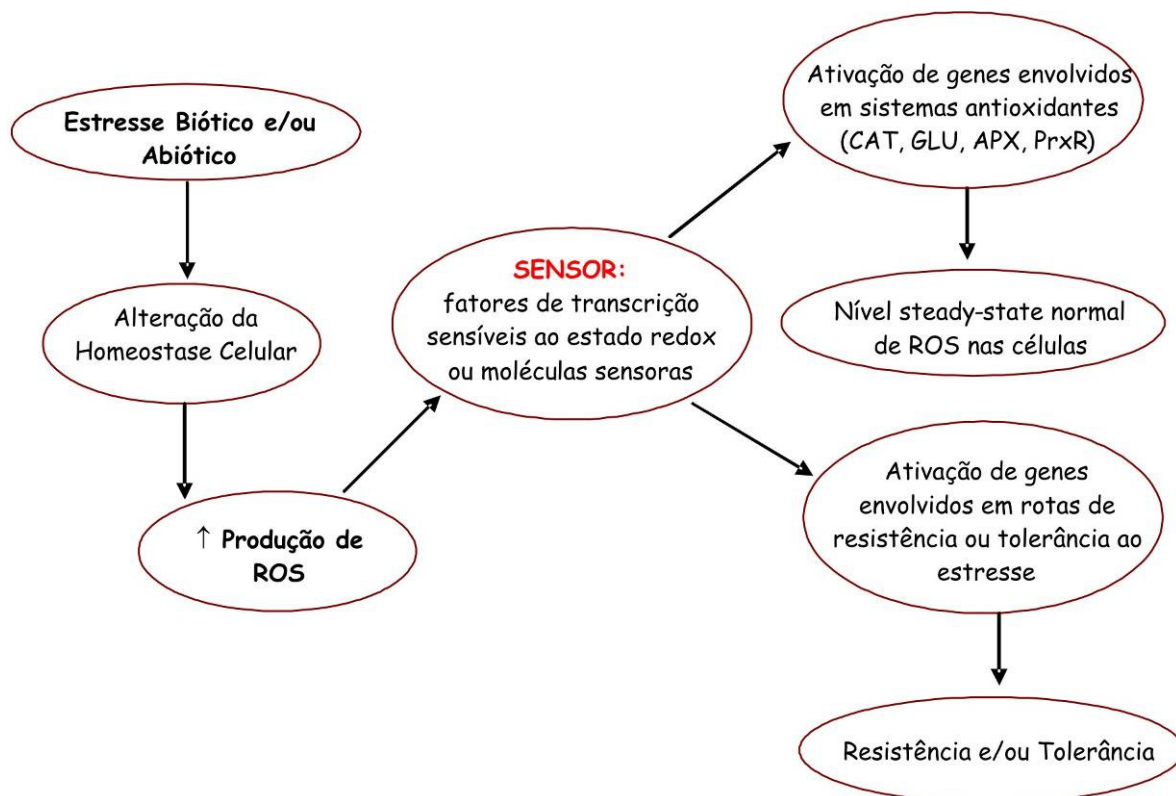 Estresse Biótico e/ou
Abiótico
Alteração da
Homeostase Celular
↑ Produção de
ROS
SENSOR:
fatores de transcrição
sensíveis ao estado redox
ou moléculas sensoras
Ativação de genes envolvidos
em sistemas antioxidantes
(CAT, GLU, APX, PrxR)
Nível steady-state normal
de ROS nas células
Ativação de genes
envolvidos em rotas de
resistência ou tolerância ao
estresse
Resistência e/ou Tolerância